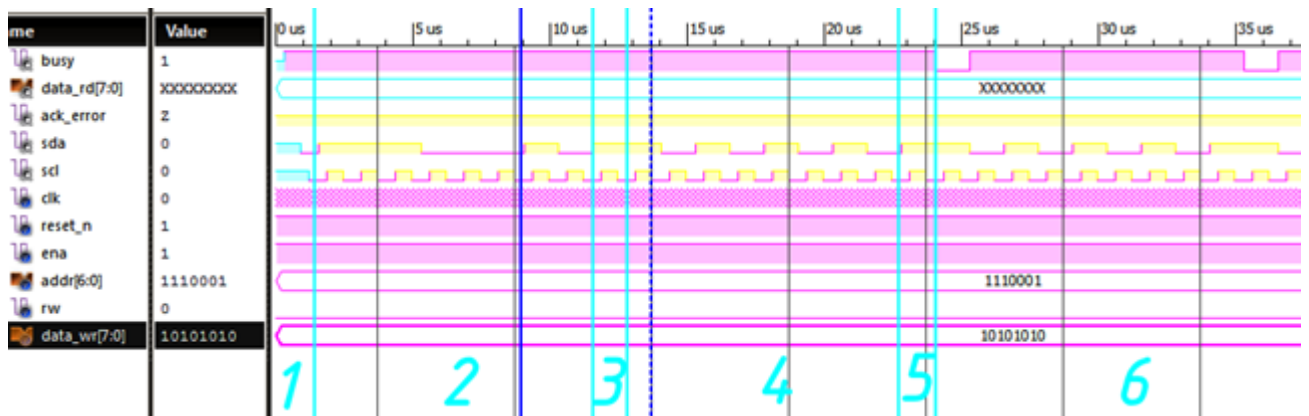 me Value 0 us 5 us 10 us 15 us 20 us 25 us 30 us 35 us
busy 1
data_rd[7:0] XXXXXXXX XXXXXXXX
ack_error Z
sda 0
scl 0
clk 0
reset_n 1
ena 1
addr[6:0] 1110001 1110001
rw 0
data_wr[7:0] 10101010 10101010
1 2 3 4 5 6